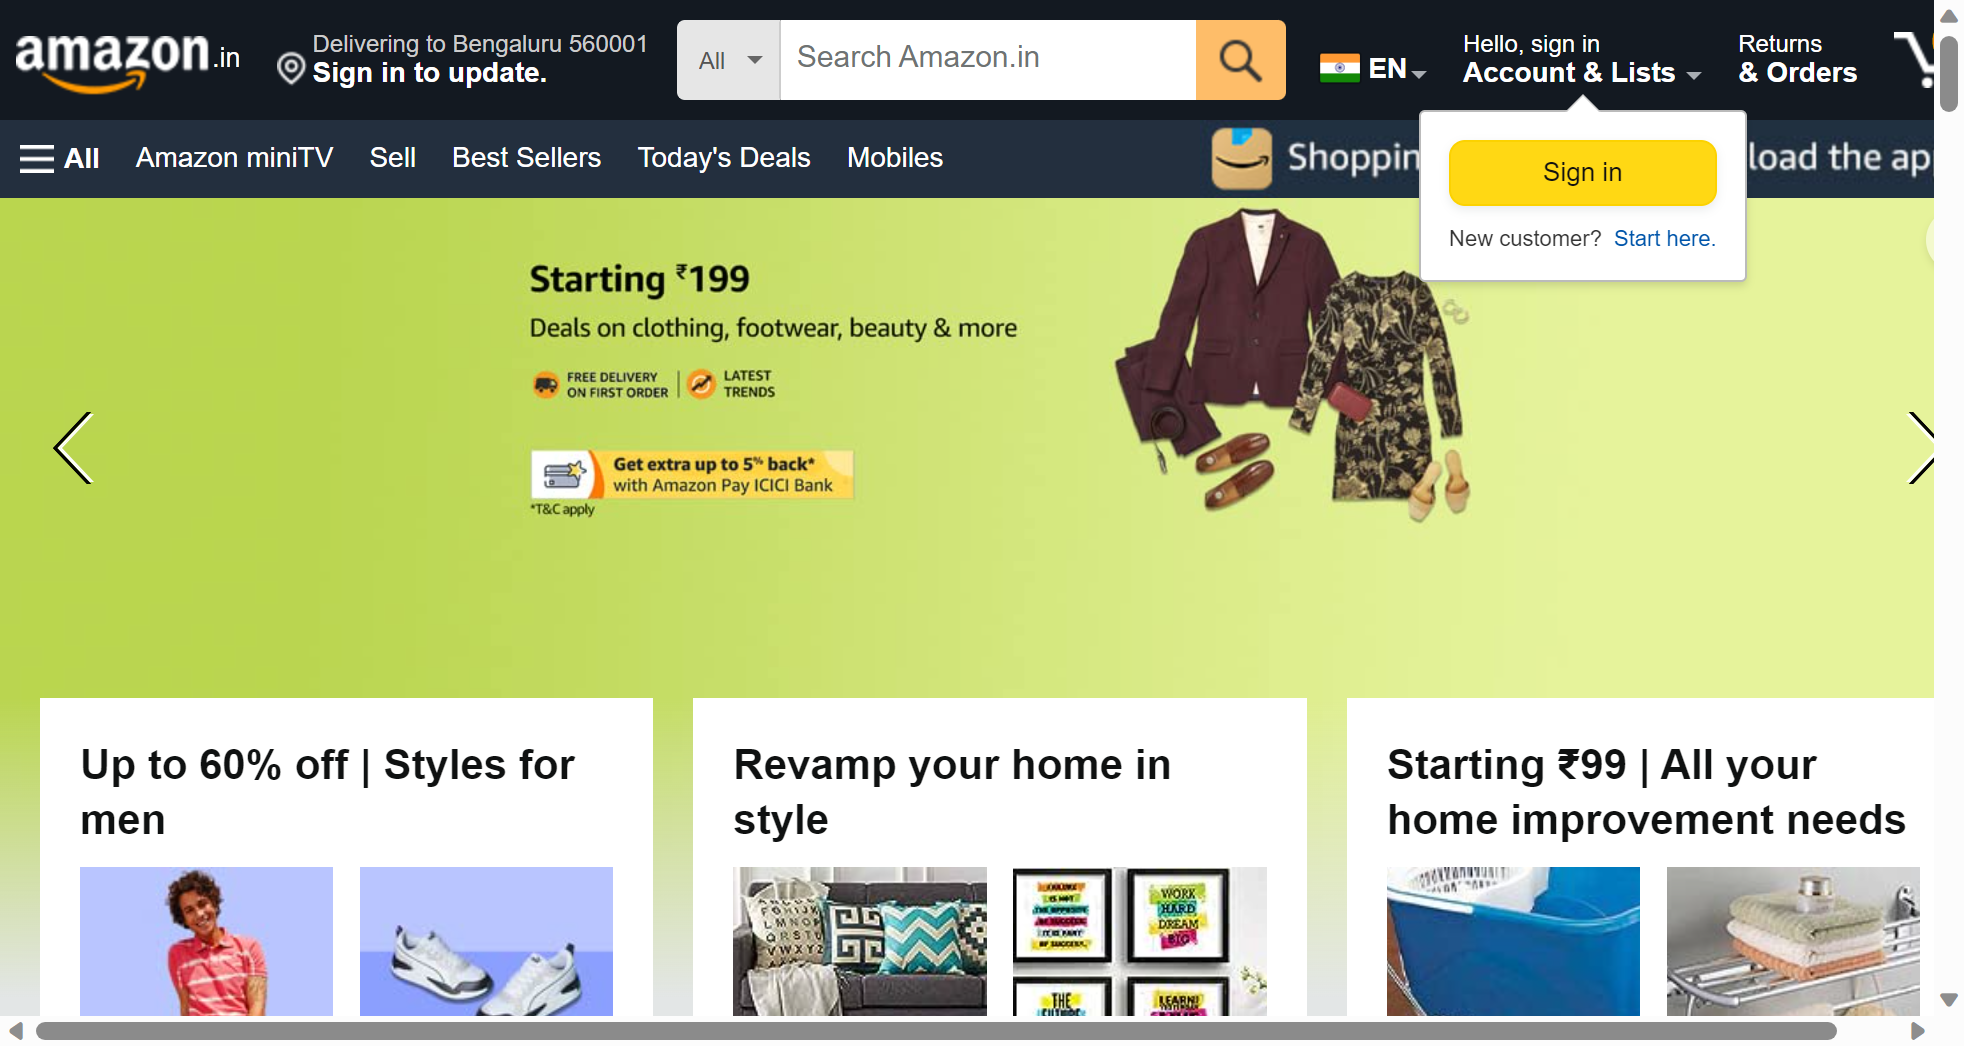 amazon.in
Delivering to Bengaluru 560001
Sign in to update.
All
Search Amazon.in
EN
Hello, sign in
Account & Lists
Returns
& Orders
All
Amazon miniTV
Sell
Best Sellers
Today's Deals
Mobiles
Shoppin
load the ap
Sign in
New customer? Start here.
Starting ₹199
Deals on clothing, footwear, beauty & more
FREE DELIVERY
ON FIRST ORDER
LATEST
TRENDS
Get extra up to 5% back*
with Amazon Pay ICICI Bank
*T&C apply
Up to 60% off | Styles for
men
Revamp your home in
style
Starting ₹99 | All your
home improvement needs
WORK
HARD
DREAM
BIG
THE
FUTURE
LEARN